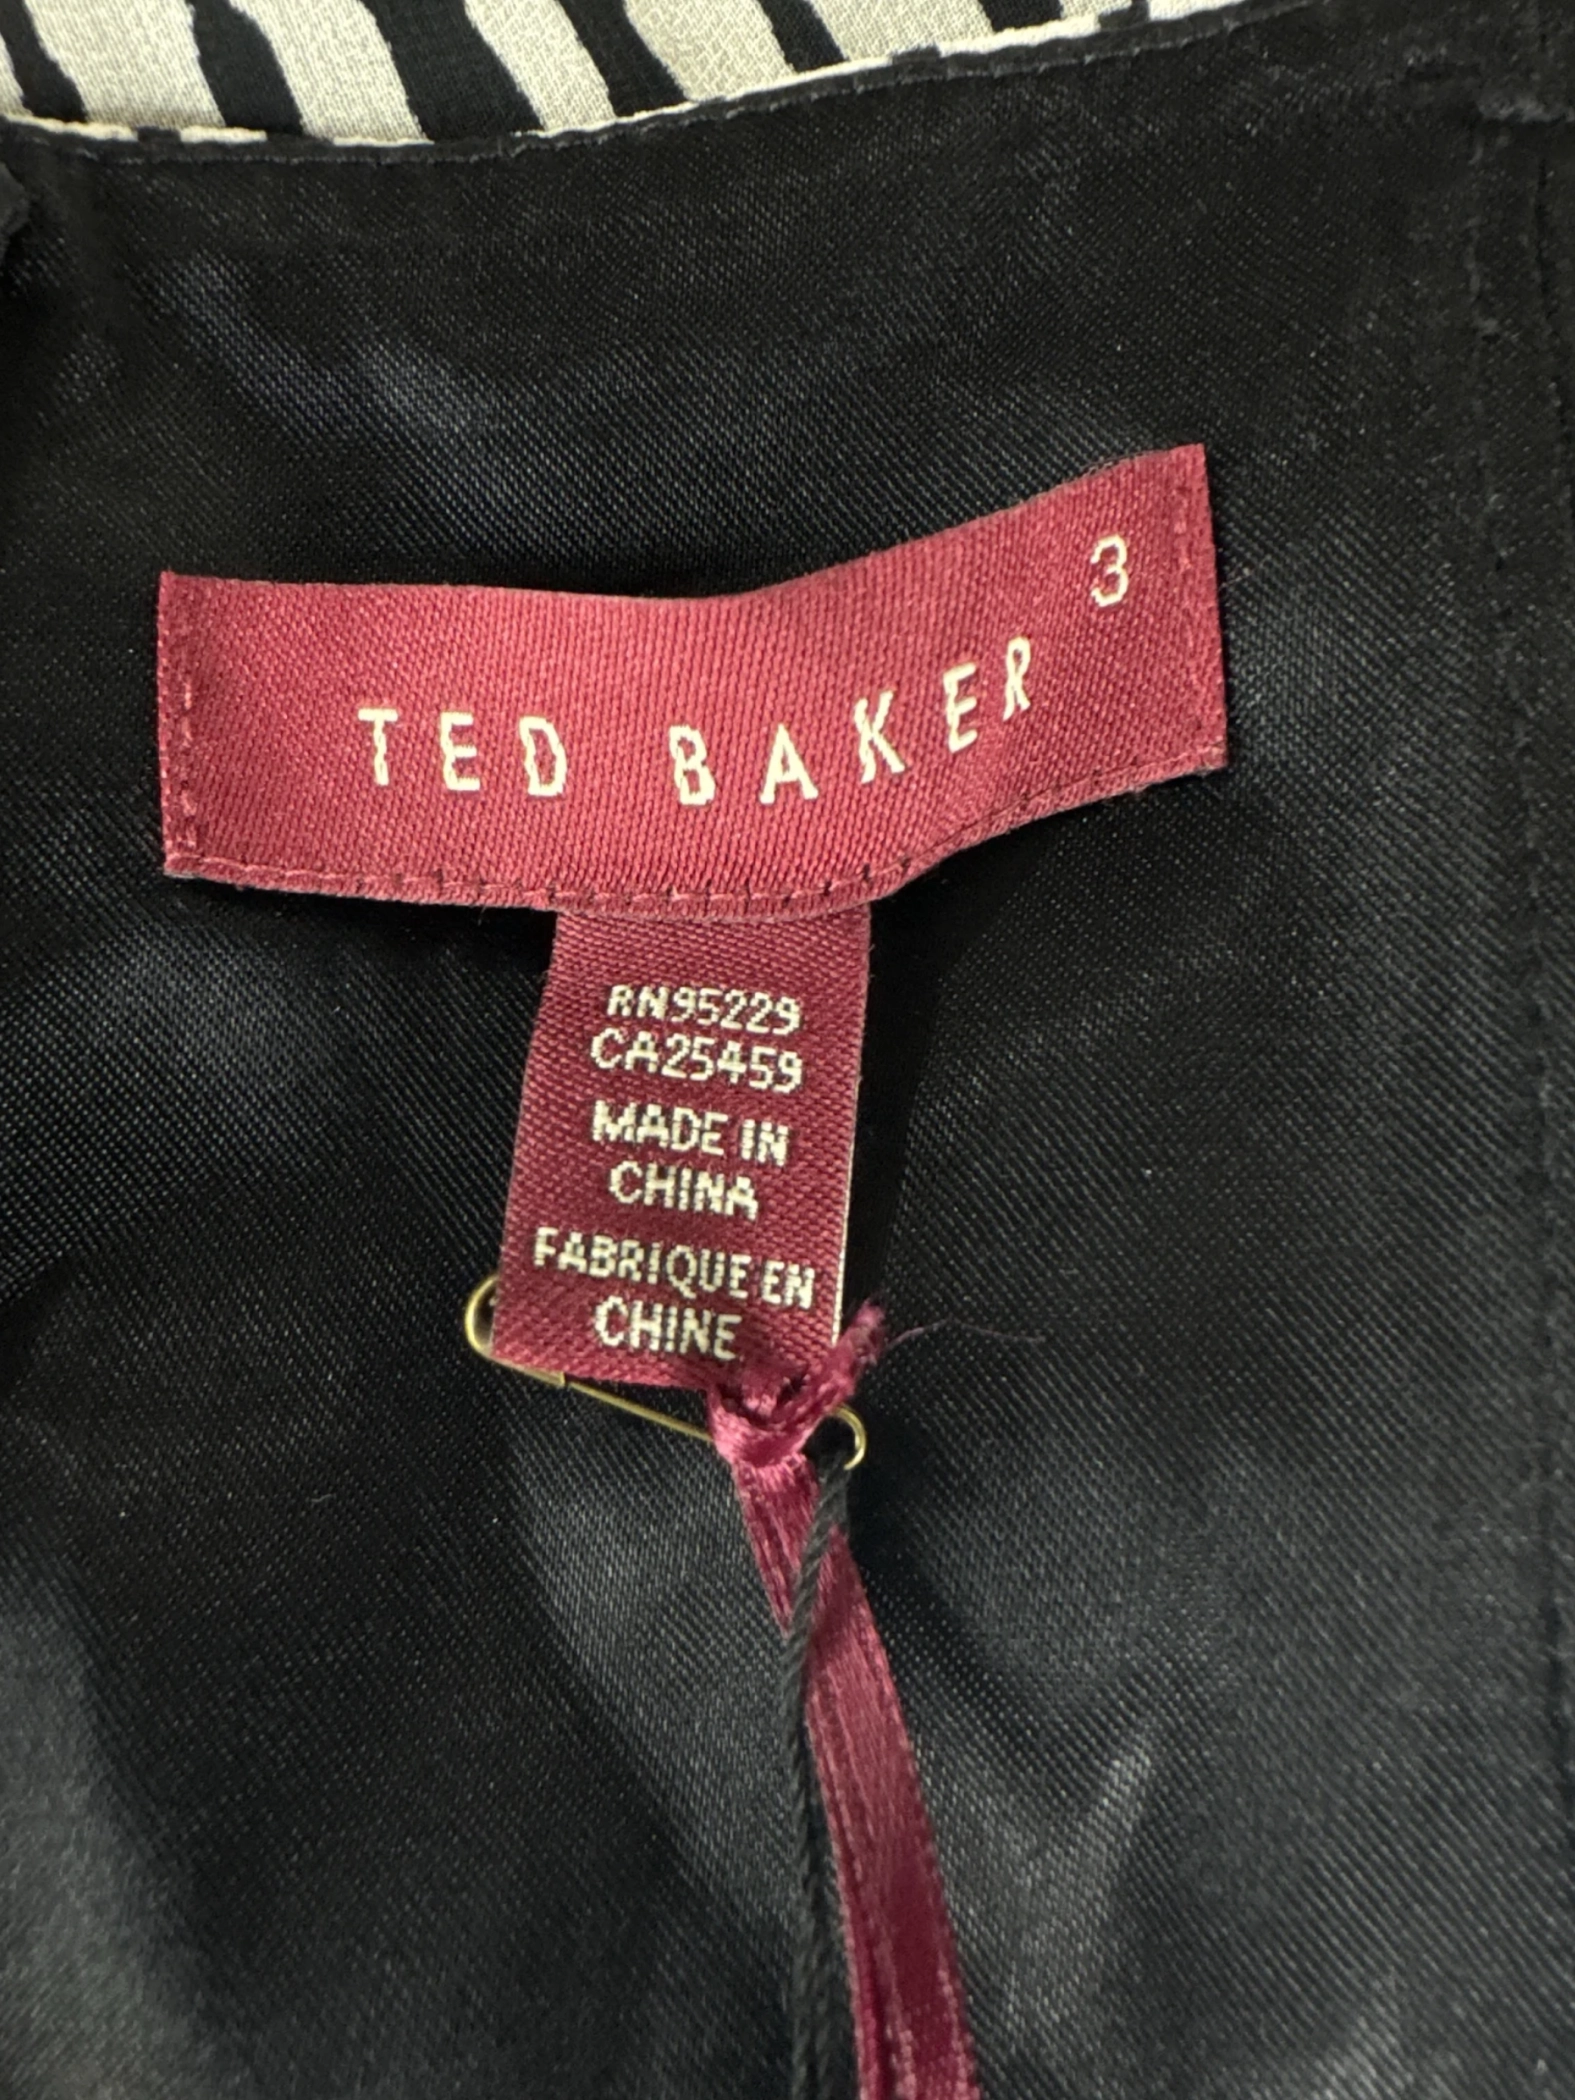 3
TED BAKER
RN95229
CA25459
MADE IN
CHINA
FABRIQUE EN
CHINE